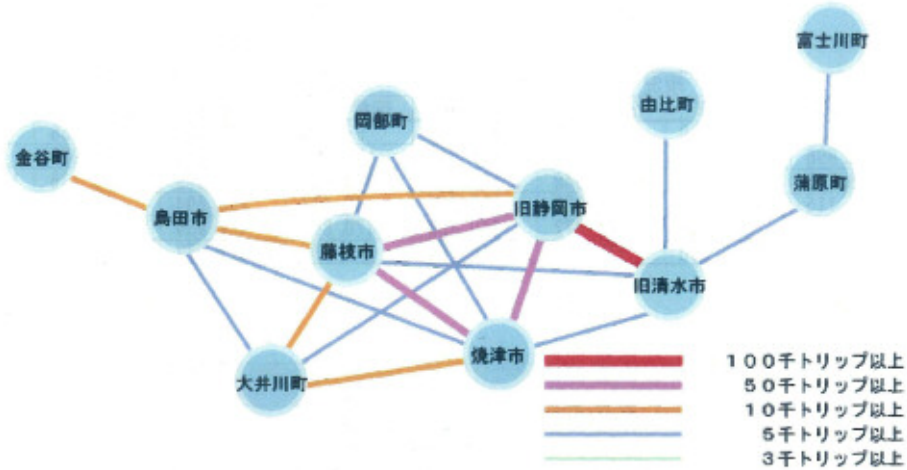 富士川町
由比町
岡部町
金谷町
蒲原町
島田市
旧静岡市
藤枝市
旧清水市
焼津市
大井川町
100千トリップ以上
50千トリップ以上
10千トリップ以上
5千トリップ以上
3千トリップ以上